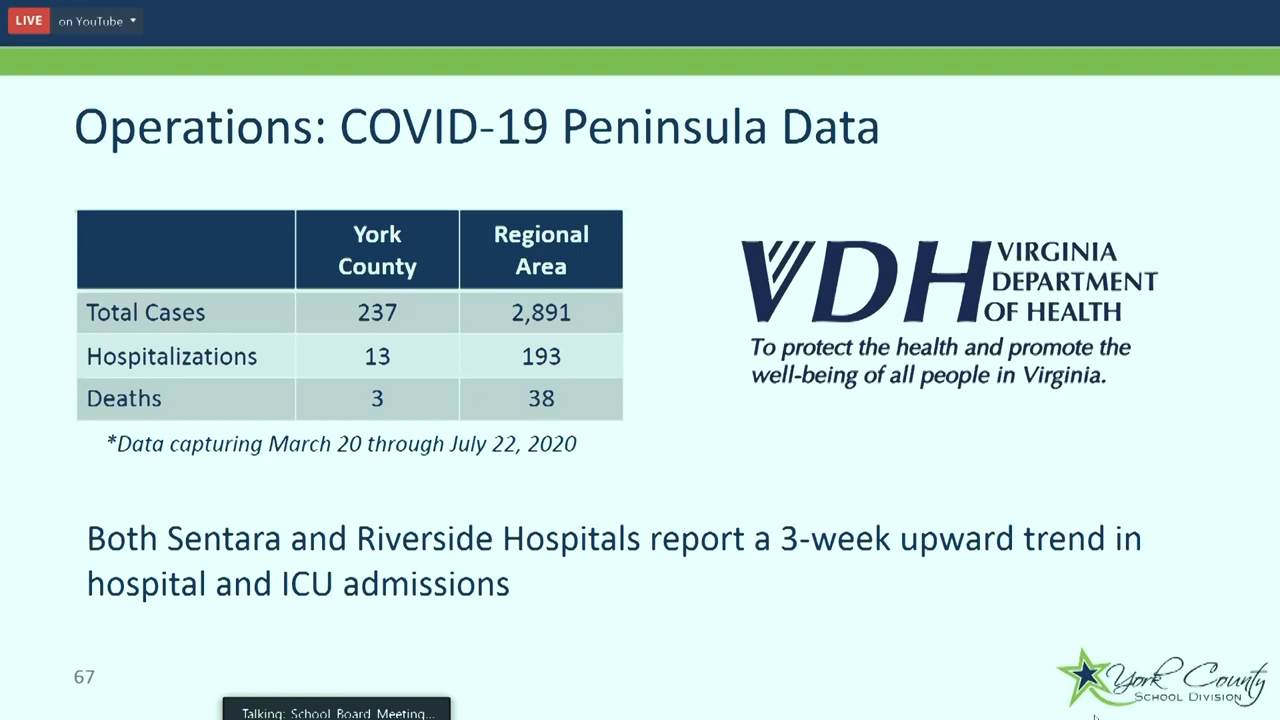 LIVE on YouTube
Operations: COVID-19 Peninsula Data
York County Regional Area
Total Cases 237 2,891
Hospitalizations 13 193
Deaths 3 38
*Data capturing March 20 through July 22, 2020
VDH VIRGINIA
DEPARTMENT
OF HEALTH
To protect the health and promote the
well-being of all people in Virginia.
Both Sentara and Riverside Hospitals report a 3-week upward trend in
hospital and ICU admissions
67
York County
SCHOOL DIVISION
Talking: School Board Meeting...